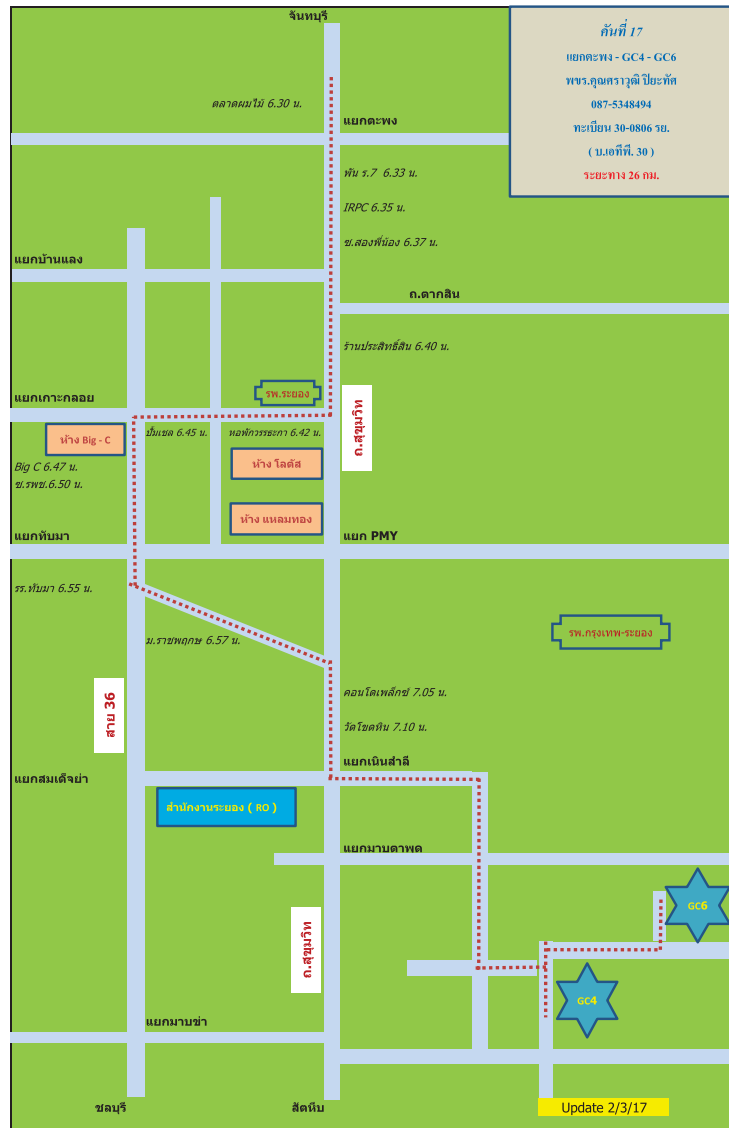 จันทบุรี
คันที่ 17
แยกตะพง - GC4 - GC6
พขร.คุณศราวุฒิ ปิยะทัศ
087-5348494
ทะเบียน 30-0806 รย.
( บ.เอทีพี. 30 )
ระยะทาง 26 กม.
ตลาดผมไม้ 6.30 น.
แยกตะพง
พัน ร.7 6.33 น.
IRPC 6.35 น.
ซ.สองพี่น้อง 6.37 น.
แยกบ้านแลง
ถ.ตากสิน
ร้านประสิทธิ์สิน 6.40 น.
รพ.ระยอง
แยกเกาะกลอย
ถ.สุขุมวิท
ห้าง Big - C
ปั๊มเชล 6.45 น.
หอพักวรรธะกา 6.42 น.
Big C 6.47 น.
ซ.รพช.6.50 น.
ห้าง โลตัส
ห้าง แหลมทอง
แยกทับมา
แยก PMY
รร.ทับมา 6.55 น.
ม.ราชพฤกษ 6.57 น.
รพ.กรุงเทพ-ระยอง
สาย 36
คอนโดเพล็กซ์ 7.05 น.
วัดโขดหิน 7.10 น.
แยกเนินสำลี
แยกสมเด็จย่า
สำนักงานระยอง ( RO )
แยกมาบตาพด
GC6
ถ.สุขุมวิท
GC4
แยกมาบข่า
ชลบุรี
สัตหีบ
Update 2/3/17